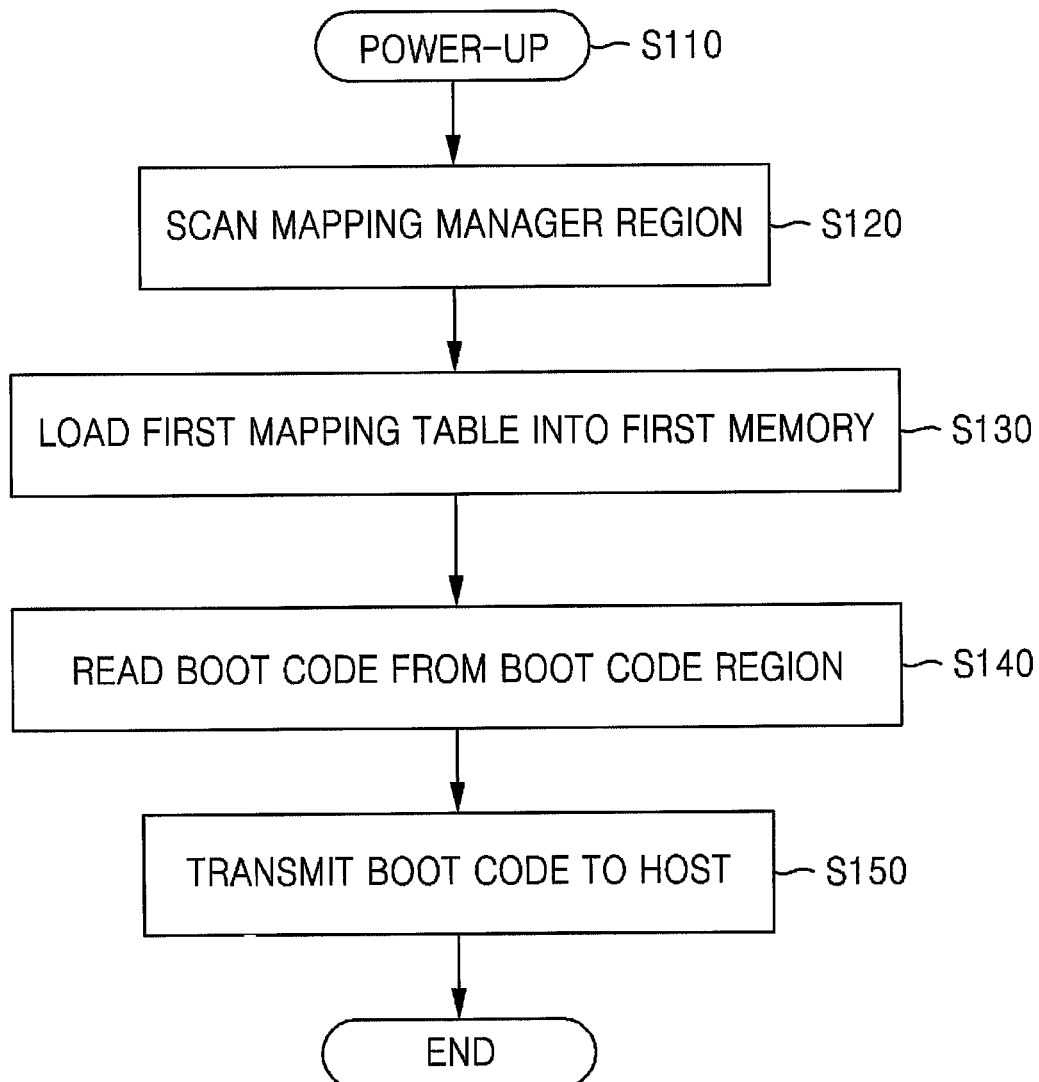 POWER-UP S110
SCAN MAPPING MANAGER REGION S120
LOAD FIRST MAPPING TABLE INTO FIRST MEMORY S130
READ BOOT CODE FROM BOOT CODE REGION S140
TRANSMIT BOOT CODE TO HOST S150
END